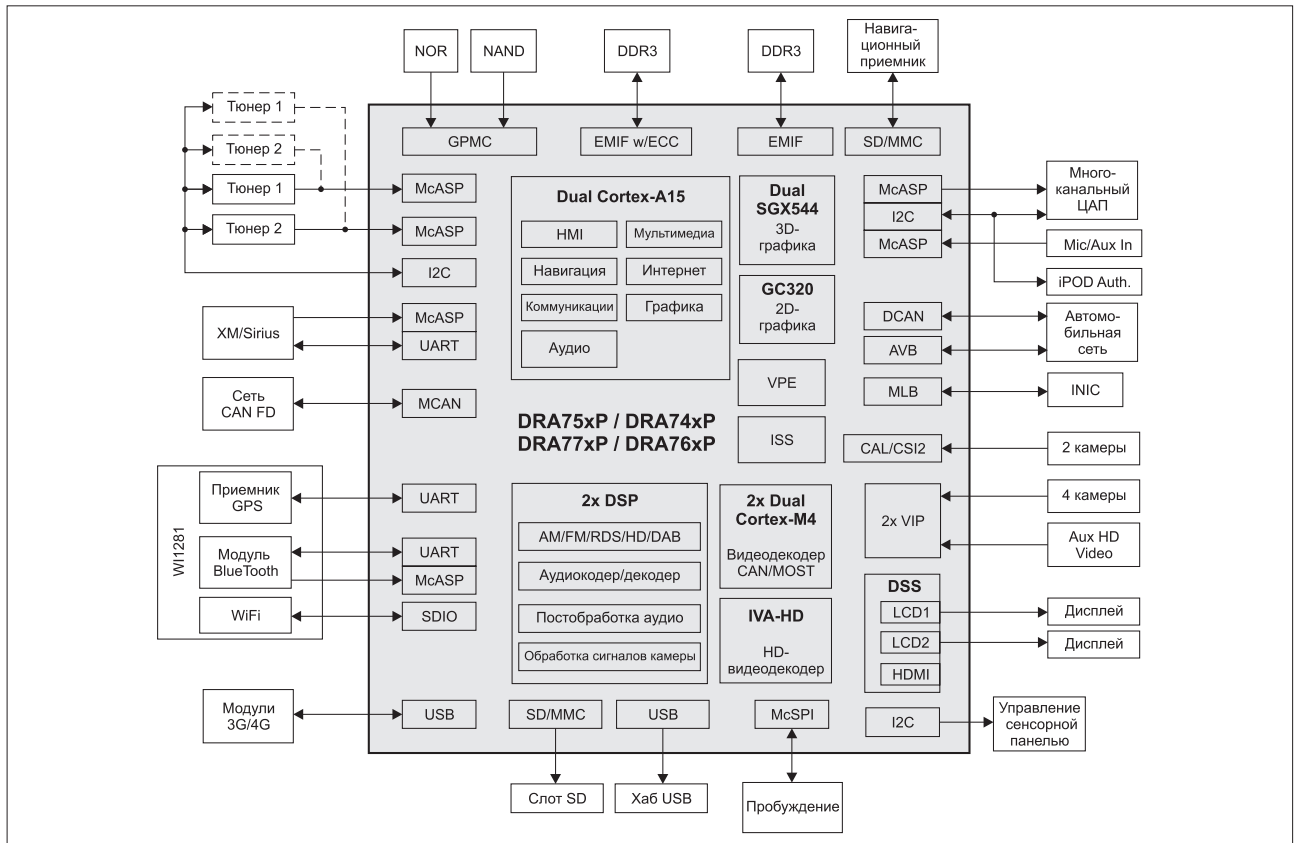 NOR
NAND
DDR3
DDR3
Навига-
ционный
приемник
Тюнер 1
Тюнер 2
Тюнер 1
Тюнер 2
XM/Sirius
Сеть
CAN FD
WI1281
Приемник
GPS
Модуль
BlueTooth
WiFi
Модули
3G/4G
GPMC
EMIF w/ECC
EMIF
SD/MMC
McASP
McASP
I2C
McASP
UART
MCAN
UART
UART
McASP
SDIO
USB
Dual Cortex-A15
HMI
Мультимедиа
Навигация
Интернет
Коммуникации
Графика
Аудио
Dual
SGX544
3D-
графика
GC320
2D-
графика
VPE
ISS
DRA75xP / DRA74xP
DRA77xP / DRA76xP
2x DSP
AM/FM/RDS/HD/DAB
Аудиокодер/декодер
Постобработка аудио
Обработка сигналов камеры
2x Dual
Cortex-M4
Видеодекодер
CAN/MOST
IVA-HD
HD-
видеодекодер
McASP
I2C
McASP
DCAN
AVB
MLB
CAL/CSI2
2x VIP
DSS
LCD1
LCD2
HDMI
I2C
SD/MMC
USB
McSPI
Много-
канальный
ЦАП
Mic/Aux In
iPOD Auth.
Автомо-
бильная
сеть
INIC
2 камеры
4 камеры
Aux HD
Video
Дисплей
Дисплей
Управление
сенсорной
панелью
Слот SD
Хаб USB
Пробуждение